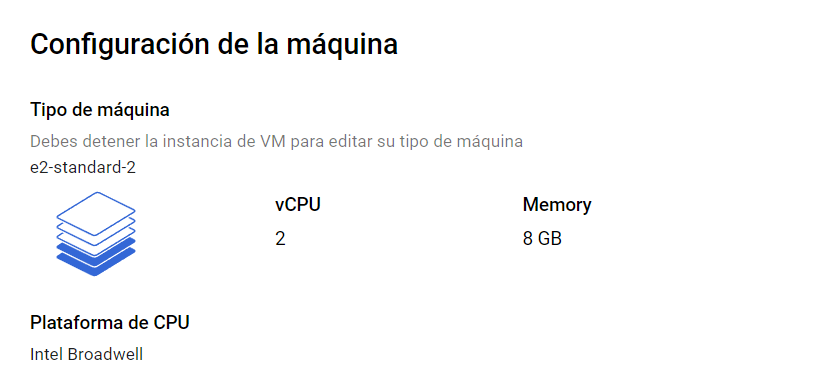 Configuración de la máquina
Tipo de máquina
Debes detener la instancia de VM para editar su tipo de máquina
e2-standard-2
vCPU Memory
2 8 GB
Plataforma de CPU
Intel Broadwell